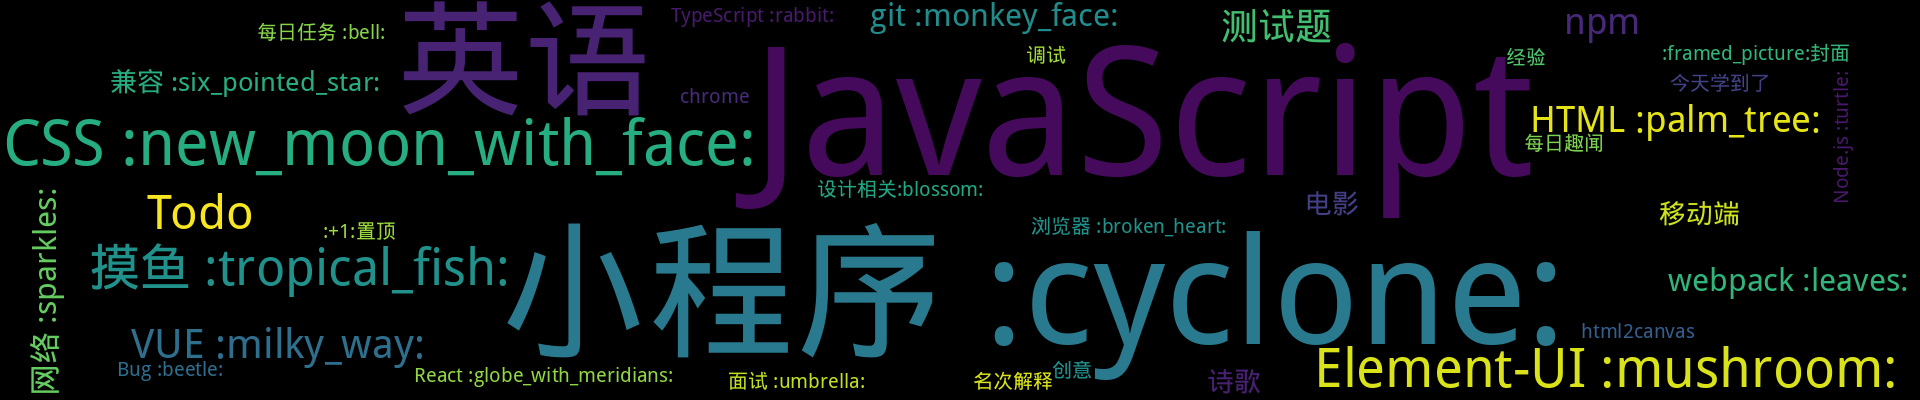 每日任务 :bell:
英语
TypeScript :rabbit:
git :monkey_face:
测试题
npm
调试
经验
:framed_picture:封面
兼容 :six_pointed_star:
chrome
JavaScript
今天学到了
Node.js :turtle:
CSS :new_moon_with_face:
HTML :palm_tree:
每日趣闻
网络 :sparkles:
Todo
设计相关:blossom:
电影
移动端
:+1:置顶
浏览器 :broken_heart:
摸鱼 :tropical_fish:
小程序 :cyclone:
webpack :leaves:
VUE :milky_way:
html2canvas
Bug :beetle:
React :globe_with_meridians:
面试 :umbrella:
名次解释
创意
诗歌
Element-UI :mushroom: